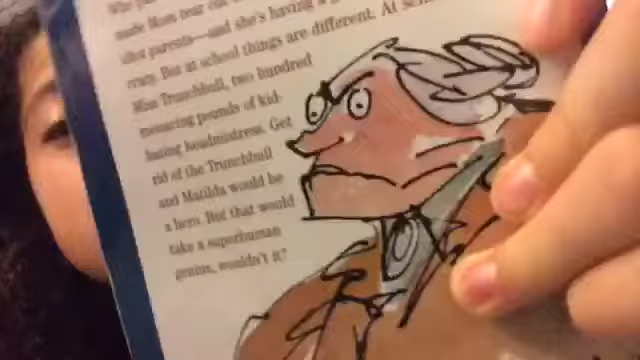 made Mom tear out
idiot parents—and she's having a
crazy. But at school things are different. At sch
Miss Trunchbull, two hundred
menacing pounds of kid-
hating headmistress. Get
rid of the Trunchbull
and Matilda would be
a hero. But that would
take a superhuman
genius, wouldn't it?